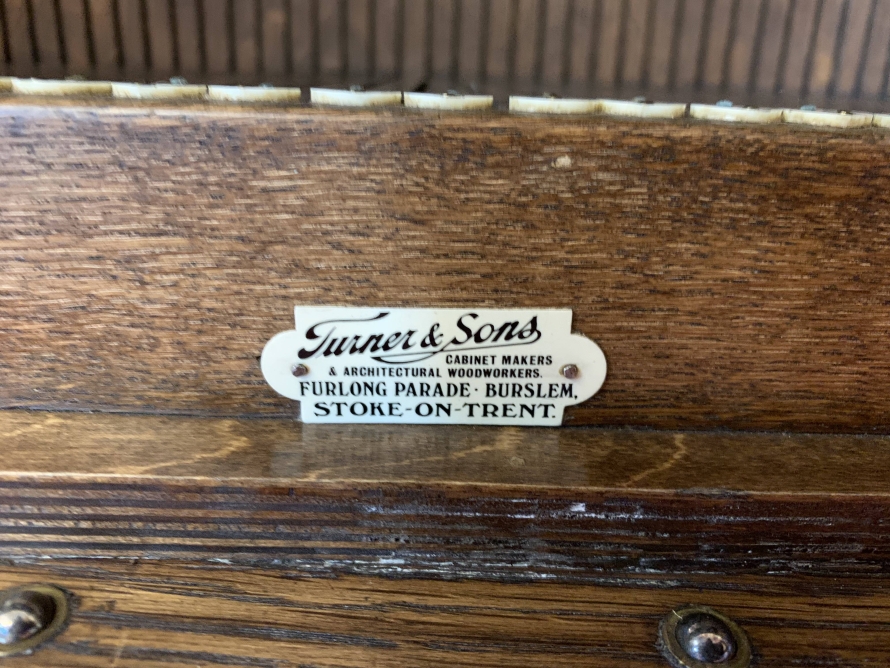 Turner & Sons
CABINET MAKERS
& ARCHITECTURAL WOODWORKERS.
FURLONG PARADE · BURSLEM,
STOKE-ON-TRENT.